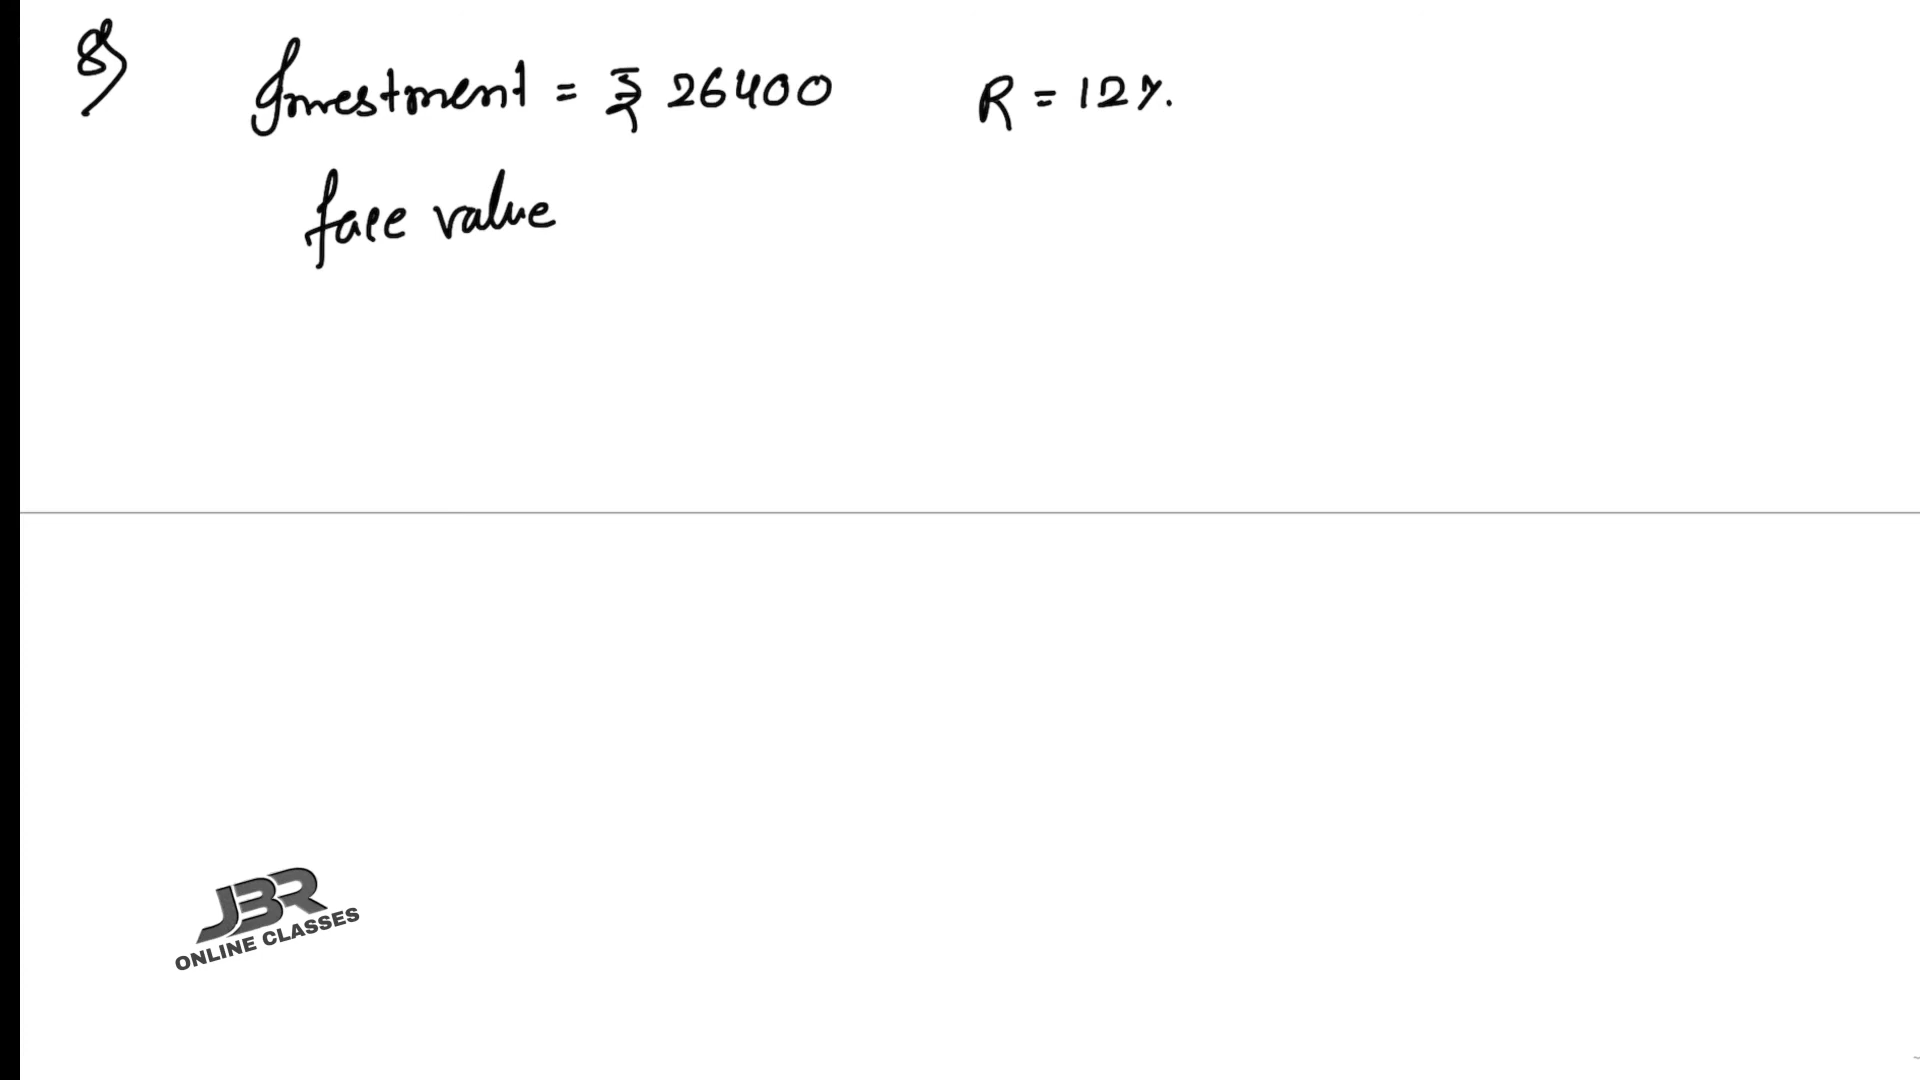 8)
Investment = ₹ 26400 R = 12%.
face value
JBR
ONLINE CLASSES